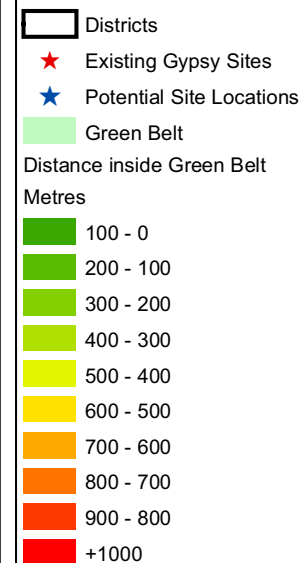 Districts
Existing Gypsy Sites
Potential Site Locations
Green Belt
Distance inside Green Belt
Metres
100 - 0
200 - 100
300 - 200
400 - 300
500 - 400
600 - 500
700 - 600
800 - 700
900 - 800
+1000